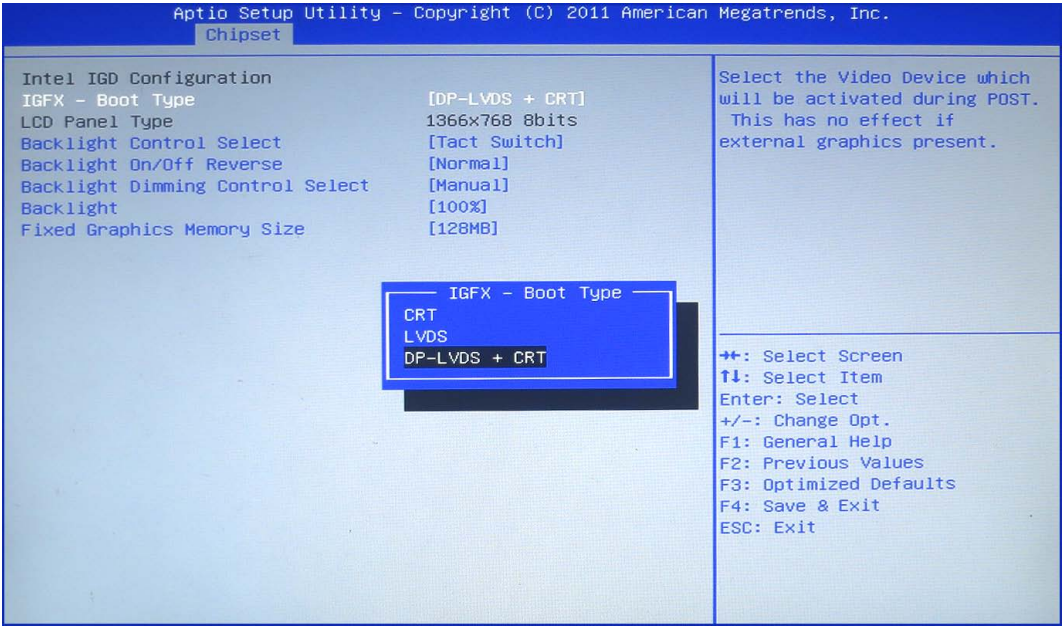 Aptio Setup Utility – Copyright (C) 2011 American Megatrends, Inc.
Chipset
Intel IGD Configuration
IGFX - Boot Type [DP-LVDS + CRT]
LCD Panel Type 1366x768 8bits
Backlight Control Select [Tact Switch]
Backlight On/Off Reverse [Normal]
Backlight Dimming Control Select [Manual]
Backlight [100%]
Fixed Graphics Memory Size [128MB]
IGFX - Boot Type
CRT
LVDS
DP-LVDS + CRT
Select the Video Device which
will be activated during POST.
This has no effect if
external graphics present.
→←: Select Screen
↑↓: Select Item
Enter: Select
+/-: Change Opt.
F1: General Help
F2: Previous Values
F3: Optimized Defaults
F4: Save & Exit
ESC: Exit